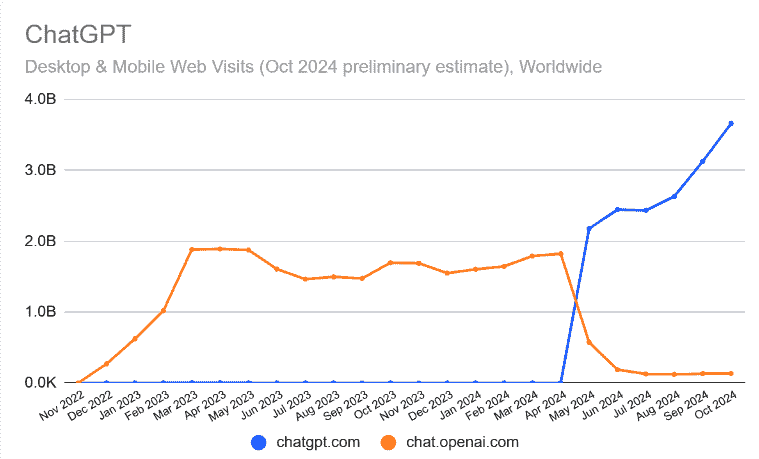 ChatGPT
Desktop & Mobile Web Visits (Oct 2024 preliminary estimate), Worldwide
4.0B
3.0B
2.0B
1.0B
0.0K
Nov 2022
Dec 2022
Jan 2023
Feb 2023
Mar 2023
Apr 2023
May 2023
Jun 2023
Jul 2023
Aug 2023
Sep 2023
Oct 2023
Nov 2023
Dec 2023
Jan 2024
Feb 2024
Mar 2024
Apr 2024
May 2024
Jun 2024
Jul 2024
Aug 2024
Sep 2024
Oct 2024
chatgpt.com
chat.openai.com